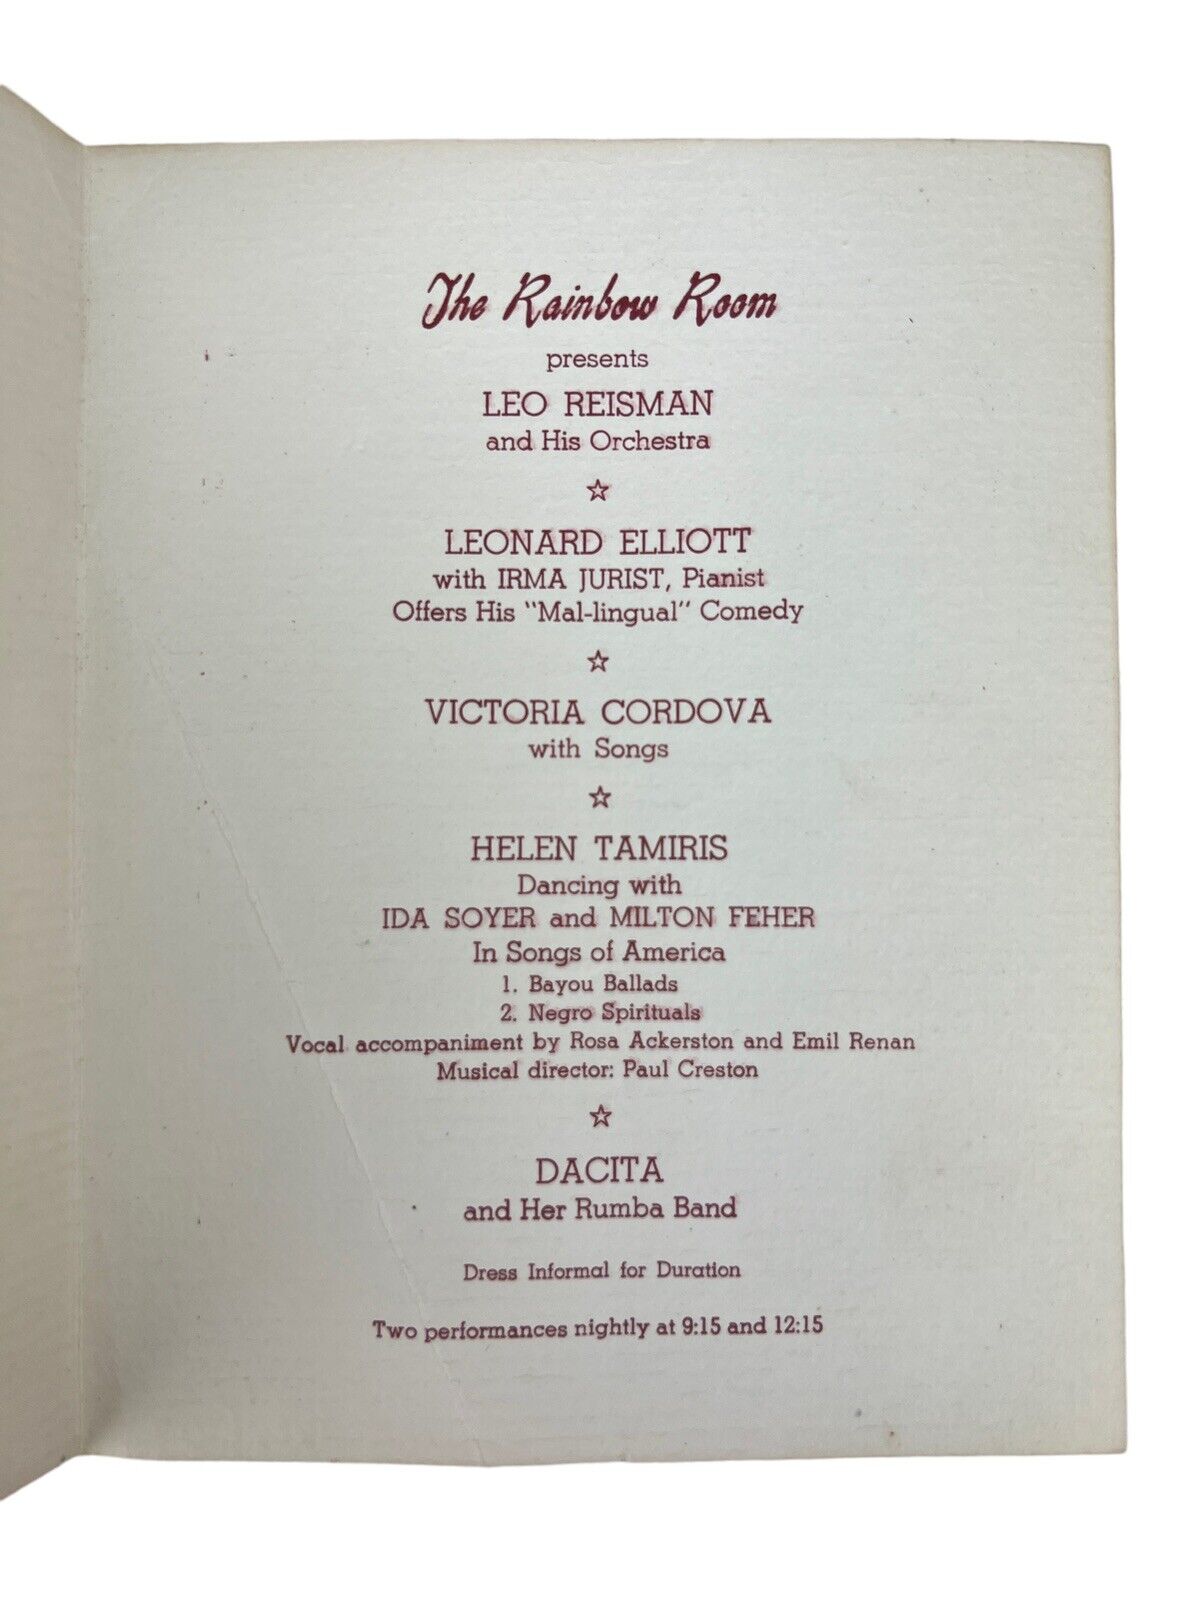 The Rainbow Room
presents
LEO REISMAN
and His Orchestra
LEONARD ELLIOTT
with IRMA JURIST, Pianist
Offers His "Mal-lingual" Comedy
VICTORIA CORDOVA
with Songs
HELEN TAMIRIS
Dancing with
IDA SOYER and MILTON FEHER
In Songs of America
1. Bayou Ballads
2. Negro Spirituals
Vocal accompaniment by Rosa Ackerston and Emil Renan
Musical director: Paul Creston
DACITA
and Her Rumba Band
Dress Informal for Duration
Two performances nightly at 9:15 and 12:15